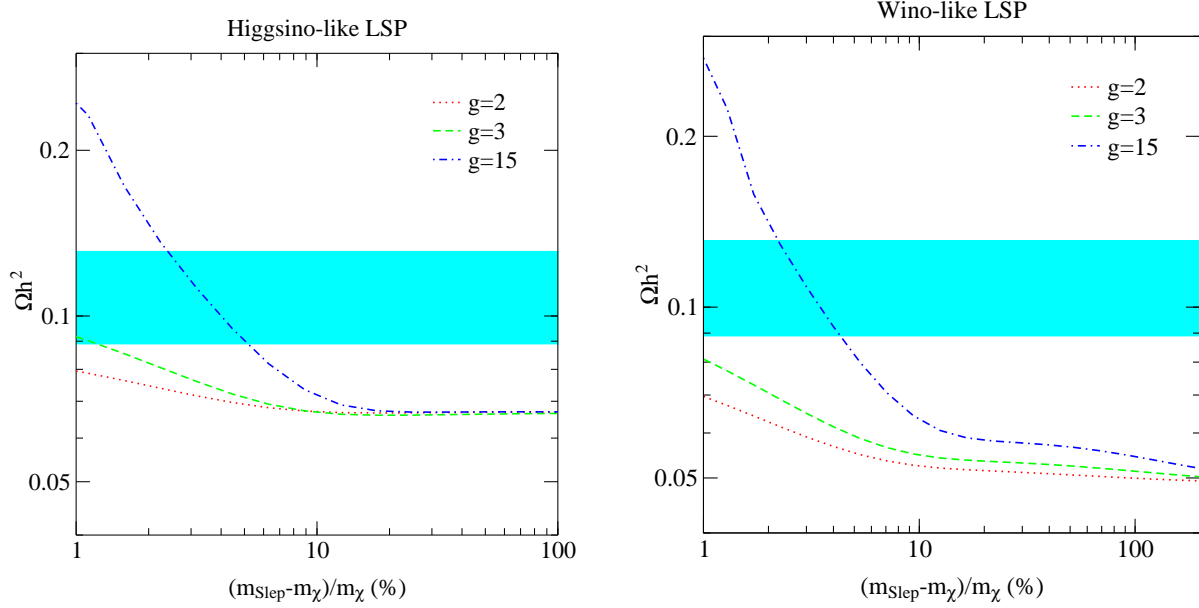 Higgsino-like LSP
g=2
g=3
g=15
0.2
0.1
0.05
Ωh²
1
10
100
(m_Slep-m_χ)/m_χ (%)
Wino-like LSP
g=2
g=3
g=15
0.2
0.1
0.05
Ωh²
1
10
100
(m_Slep-m_χ)/m_χ (%)